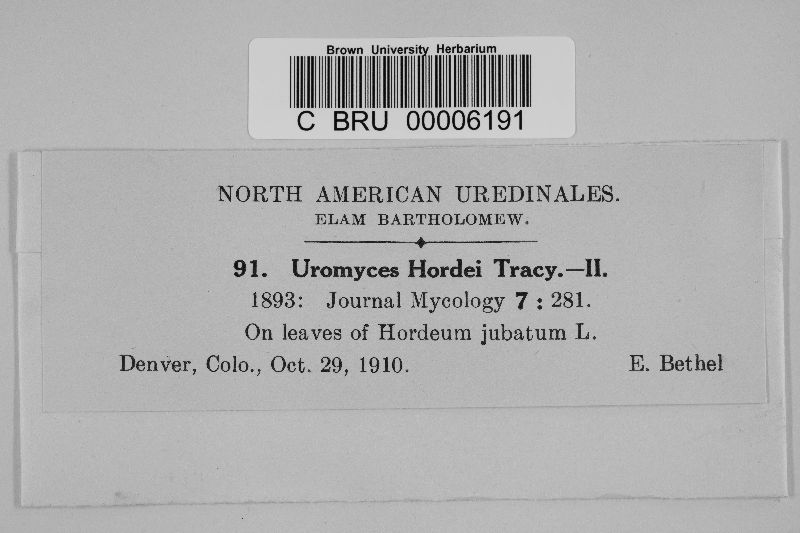 Brown University Herbarium
C BRU 00006191
NORTH AMERICAN UREDINALES.
ELAM BARTHOLOMEW.
91. Uromyces Hordei Tracy.—II.
1893: Journal Mycology 7 : 281.
On leaves of Hordeum jubatum L.
Denver, Colo., Oct. 29, 1910. E. Bethel